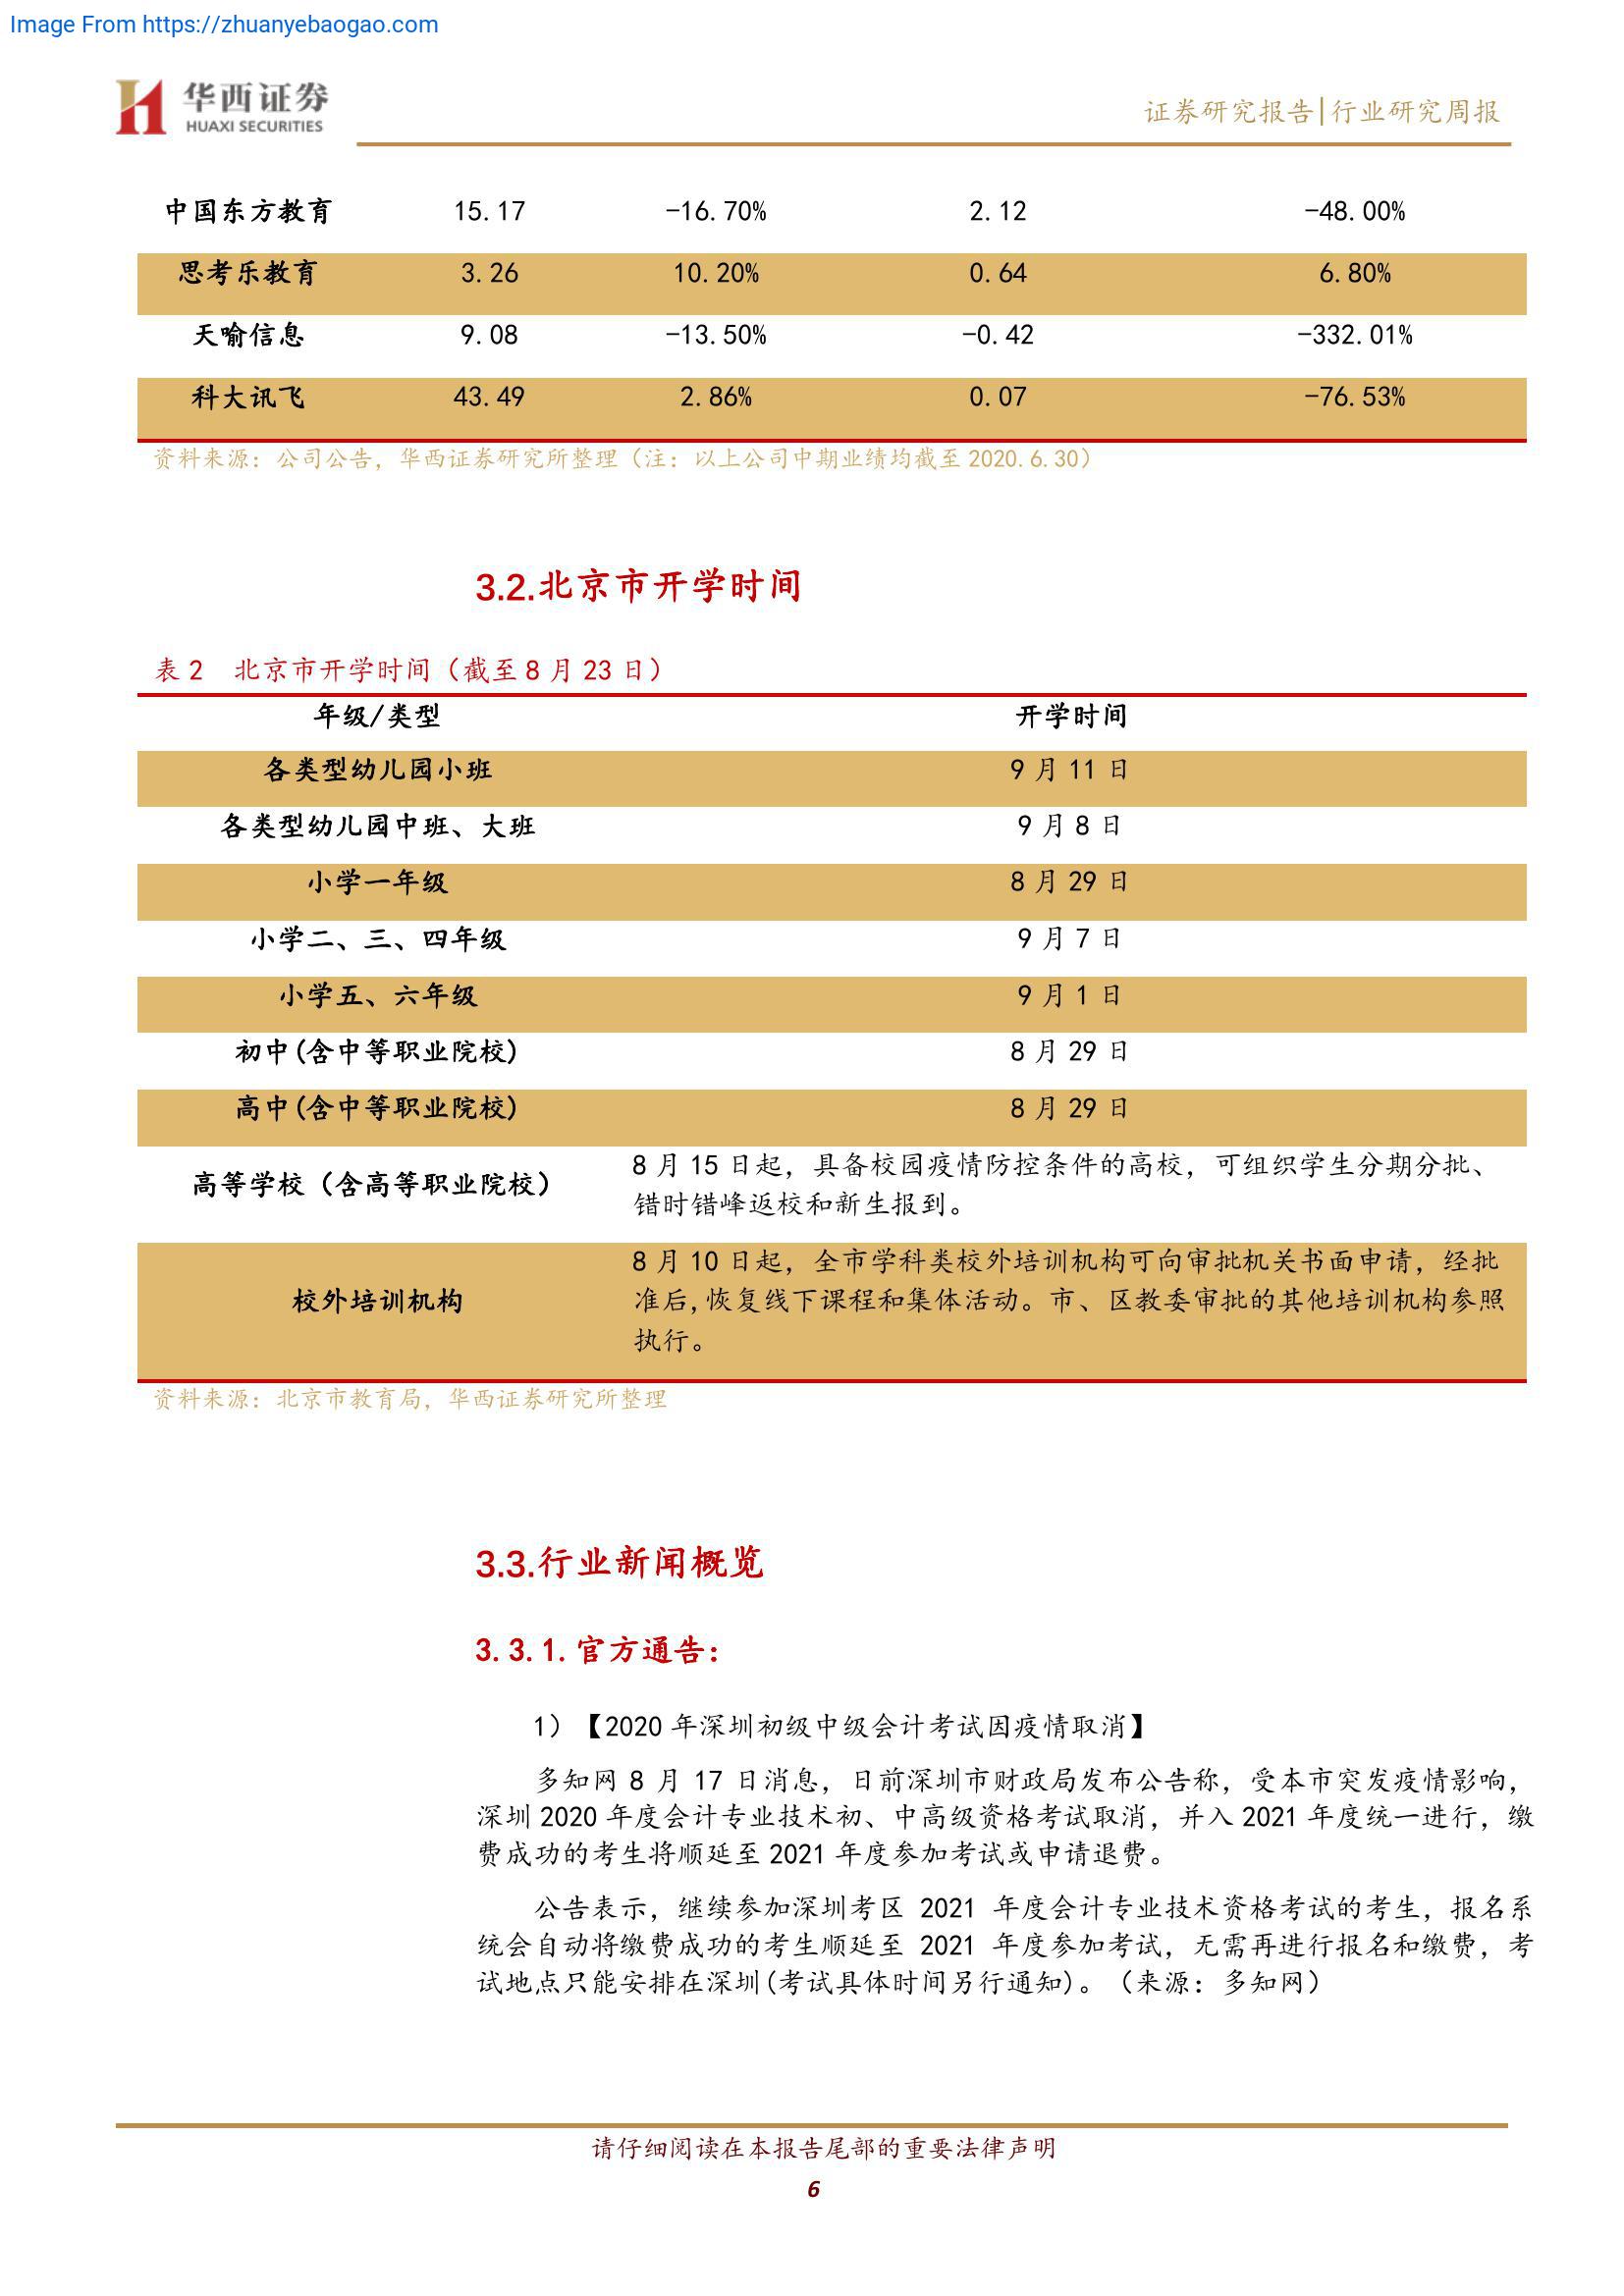 Image From https://zhuanyebaogao.com
华西证券
HUAXI SECURITIES
证券研究报告|行业研究周报
中国东方教育 15.17 -16.70% 2.12 -48.00%
思考乐教育 3.26 10.20% 0.64 6.80%
天喻信息 9.08 -13.50% -0.42 -332.01%
科大讯飞 43.49 2.86% 0.07 -76.53%
资料来源：公司公告，华西证券研究所整理（注：以上公司中期业绩均截至 2020.6.30）
3.2.北京市开学时间
表 2 北京市开学时间（截至 8 月 23 日）
年级/类型 开学时间
各类型幼儿园小班 9 月 11 日
各类型幼儿园中班、大班 9 月 8 日
小学一年级 8 月 29 日
小学二、三、四年级 9 月 7 日
小学五、六年级 9 月 1 日
初中(含中等职业院校) 8 月 29 日
高中(含中等职业院校) 8 月 29 日
高等学校（含高等职业院校） 8 月 15 日起，具备校园疫情防控条件的高校，可组织学生分期分批、
错时错峰返校和新生报到。
校外培训机构 8 月 10 日起，全市学科类校外培训机构可向审批机关书面申请，经批
准后,恢复线下课程和集体活动。市、区教委审批的其他培训机构参照
执行。
资料来源：北京市教育局，华西证券研究所整理
3.3.行业新闻概览
3.3.1.官方通告：
1）【2020 年深圳初级中级会计考试因疫情取消】
多知网 8 月 17 日消息，日前深圳市财政局发布公告称，受本市突发疫情影响，
深圳 2020 年度会计专业技术初、中高级资格考试取消，并入 2021 年度统一进行，缴
费成功的考生将顺延至 2021 年度参加考试或申请退费。
公告表示，继续参加深圳考区 2021 年度会计专业技术资格考试的考生，报名系
统会自动将缴费成功的考生顺延至 2021 年度参加考试，无需再进行报名和缴费，考
试地点只能安排在深圳(考试具体时间另行通知)。（来源：多知网）
请仔细阅读在本报告尾部的重要法律声明
6